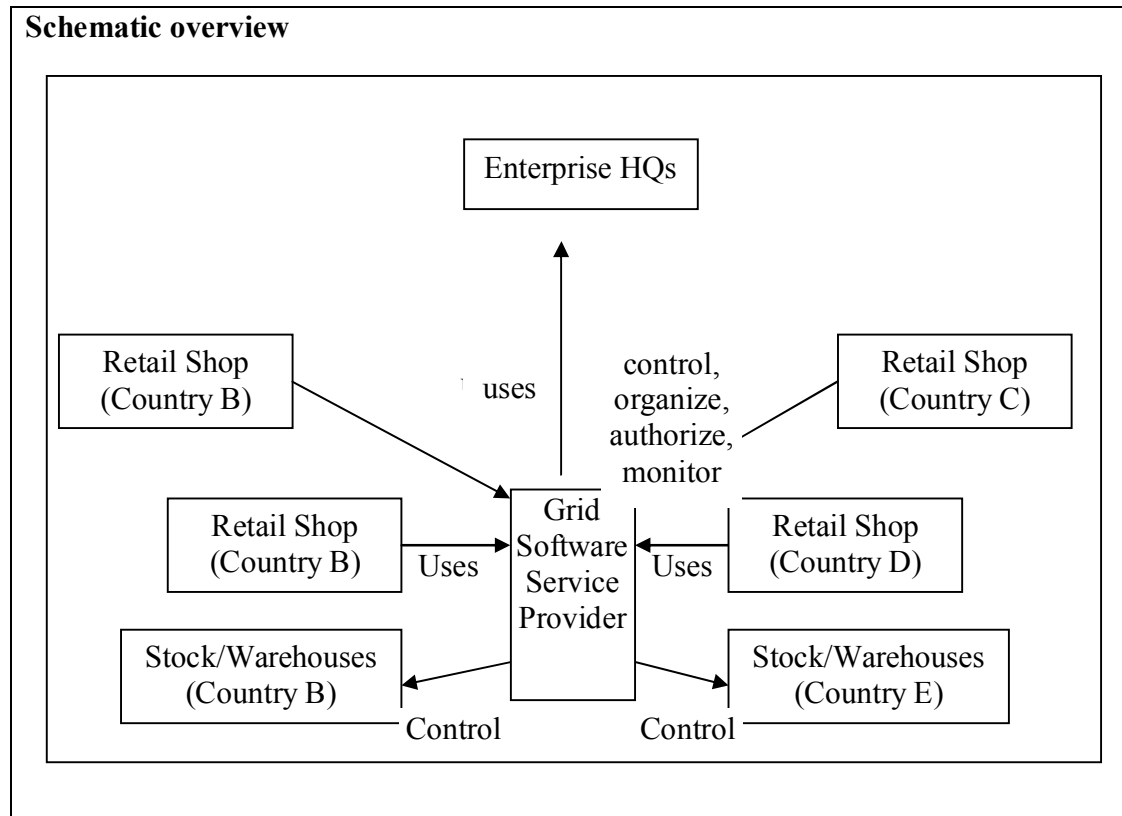 Schematic overview
Enterprise HQs
Retail Shop
(Country B)
uses
control,
organize,
authorize,
monitor
Retail Shop
(Country C)
Retail Shop
(Country B)
Uses
Grid
Software
Service
Provider
Uses
Retail Shop
(Country D)
Stock/Warehouses
(Country B)
Control
Stock/Warehouses
(Country E)
Control